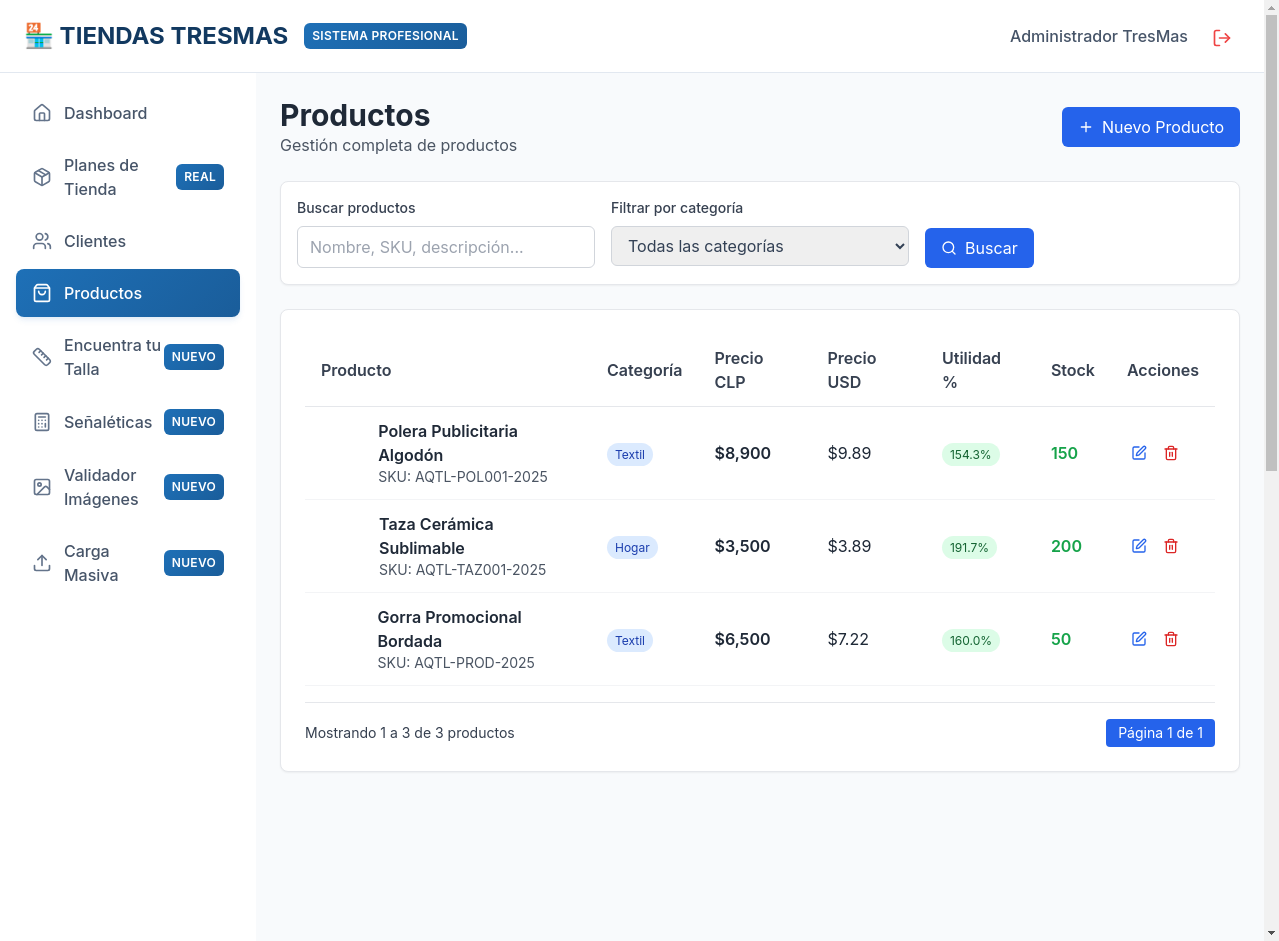 TIENDAS TRESMAS
SISTEMA PROFESIONAL
Administrador TresMas
Dashboard
Planes de
Tienda
REAL
Clientes
Productos
Encuentra tu
Talla
NUEVO
Señaléticas
NUEVO
Validador
Imágenes
NUEVO
Carga
Masiva
NUEVO
Productos
Gestión completa de productos
Nuevo Producto
Buscar productos
Nombre, SKU, descripción...
Filtrar por categoría
Todas las categorías
Buscar
Producto
Categoría
Precio
CLP
Precio
USD
Utilidad
%
Stock
Acciones
Polera Publicitaria
Algodón
SKU: AQTL-POL001-2025
Textil
$8,900
$9.89
154.3%
150
Taza Cerámica
Sublimable
SKU: AQTL-TAZ001-2025
Hogar
$3,500
$3.89
191.7%
200
Gorra Promocional
Bordada
SKU: AQTL-PROD-2025
Textil
$6,500
$7.22
160.0%
50
Mostrando 1 a 3 de 3 productos
Página 1 de 1